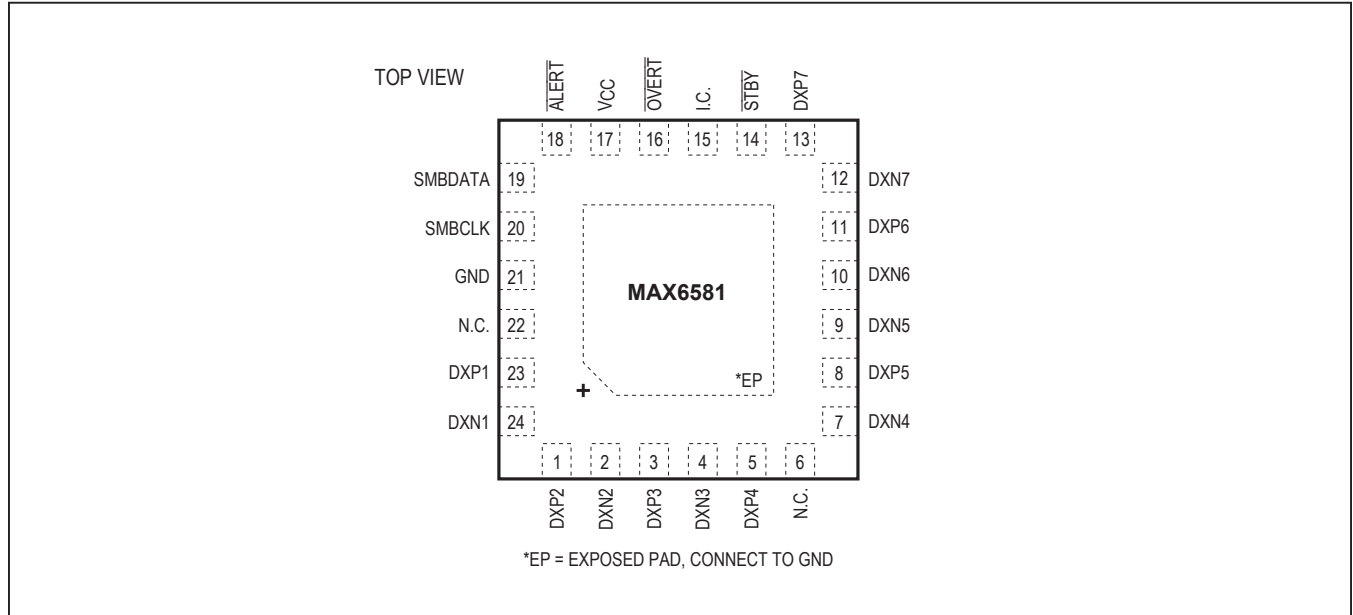 TOP VIEW
ALERT
VCC
OVERT
I.C.
STBY
DXP7
18 17 16 15 14 13
SMBDATA 19
12 DXN7
SMBCLK 20
11 DXP6
GND 21
10 DXN6
MAX6581
N.C. 22
9 DXN5
DXP1 23
8 DXP5
*EP
+
DXN1 24
7 DXN4
1 2 3 4 5 6
DXP2
DXN2
DXP3
DXN3
DXP4
N.C.
*EP = EXPOSED PAD, CONNECT TO GND